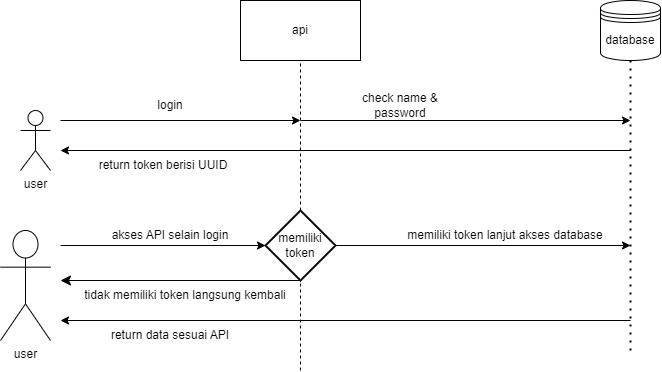 api
database
login
check name &
password
return token berisi UUID
user
akses API selain login
memiliki
token
memiliki token lanjut akses database
tidak memiliki token langsung kembali
return data sesuai API
user